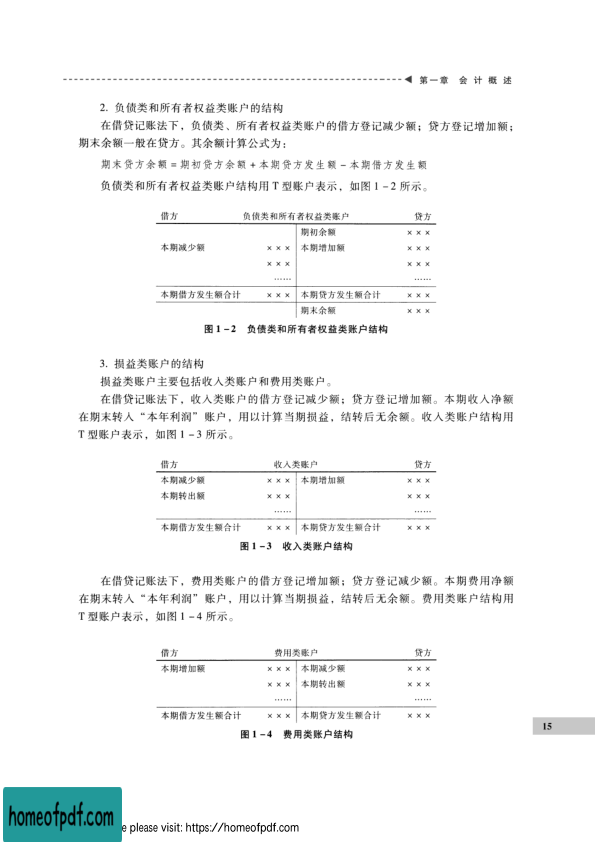 第一章 会计概述
2. 负债类和所有者权益类账户的结构
在借贷记账法下，负债类、所有者权益类账户的借方登记减少额；贷方登记增加额；
期末余额一般在贷方。其余额计算公式为：
期末贷方余额=期初贷方余额+本期贷方发生额-本期借方发生额
负债类和所有者权益类账户结构用T型账户表示，如图1-2所示。
借方 负债类和所有者权益类账户 贷方
期初余额 ×××
本期减少额 ××× 本期增加额 ×××
××× ×××
…… ……
本期借方发生额合计 ××× 本期贷方发生额合计 ×××
期末余额 ×××
图1-2 负债类和所有者权益类账户结构
3. 损益类账户的结构
损益类账户主要包括收入类账户和费用类账户。
在借贷记账法下，收入类账户的借方登记减少额；贷方登记增加额。本期收入净额
在期末转入“本年利润”账户，用以计算当期损益，结转后无余额。收入类账户结构用
T型账户表示，如图1-3所示。
借方 收入类账户 贷方
本期减少额 ××× 本期增加额 ×××
本期转出额 ××× ×××
…… ……
本期借方发生额合计 ××× 本期贷方发生额合计 ×××
图1-3 收入类账户结构
在借贷记账法下，费用类账户的借方登记增加额；贷方登记减少额。本期费用净额
在期末转入“本年利润”账户，用以计算当期损益，结转后无余额。费用类账户结构用
T型账户表示，如图1-4所示。
借方 费用类账户 贷方
本期增加额 ××× 本期减少额 ×××
××× 本期转出额 ×××
…… ……
本期借方发生额合计 ××× 本期贷方发生额合计 ×××
图1-4 费用类账户结构
15
homeofpdf.com
e please visit: https://homeofpdf.com